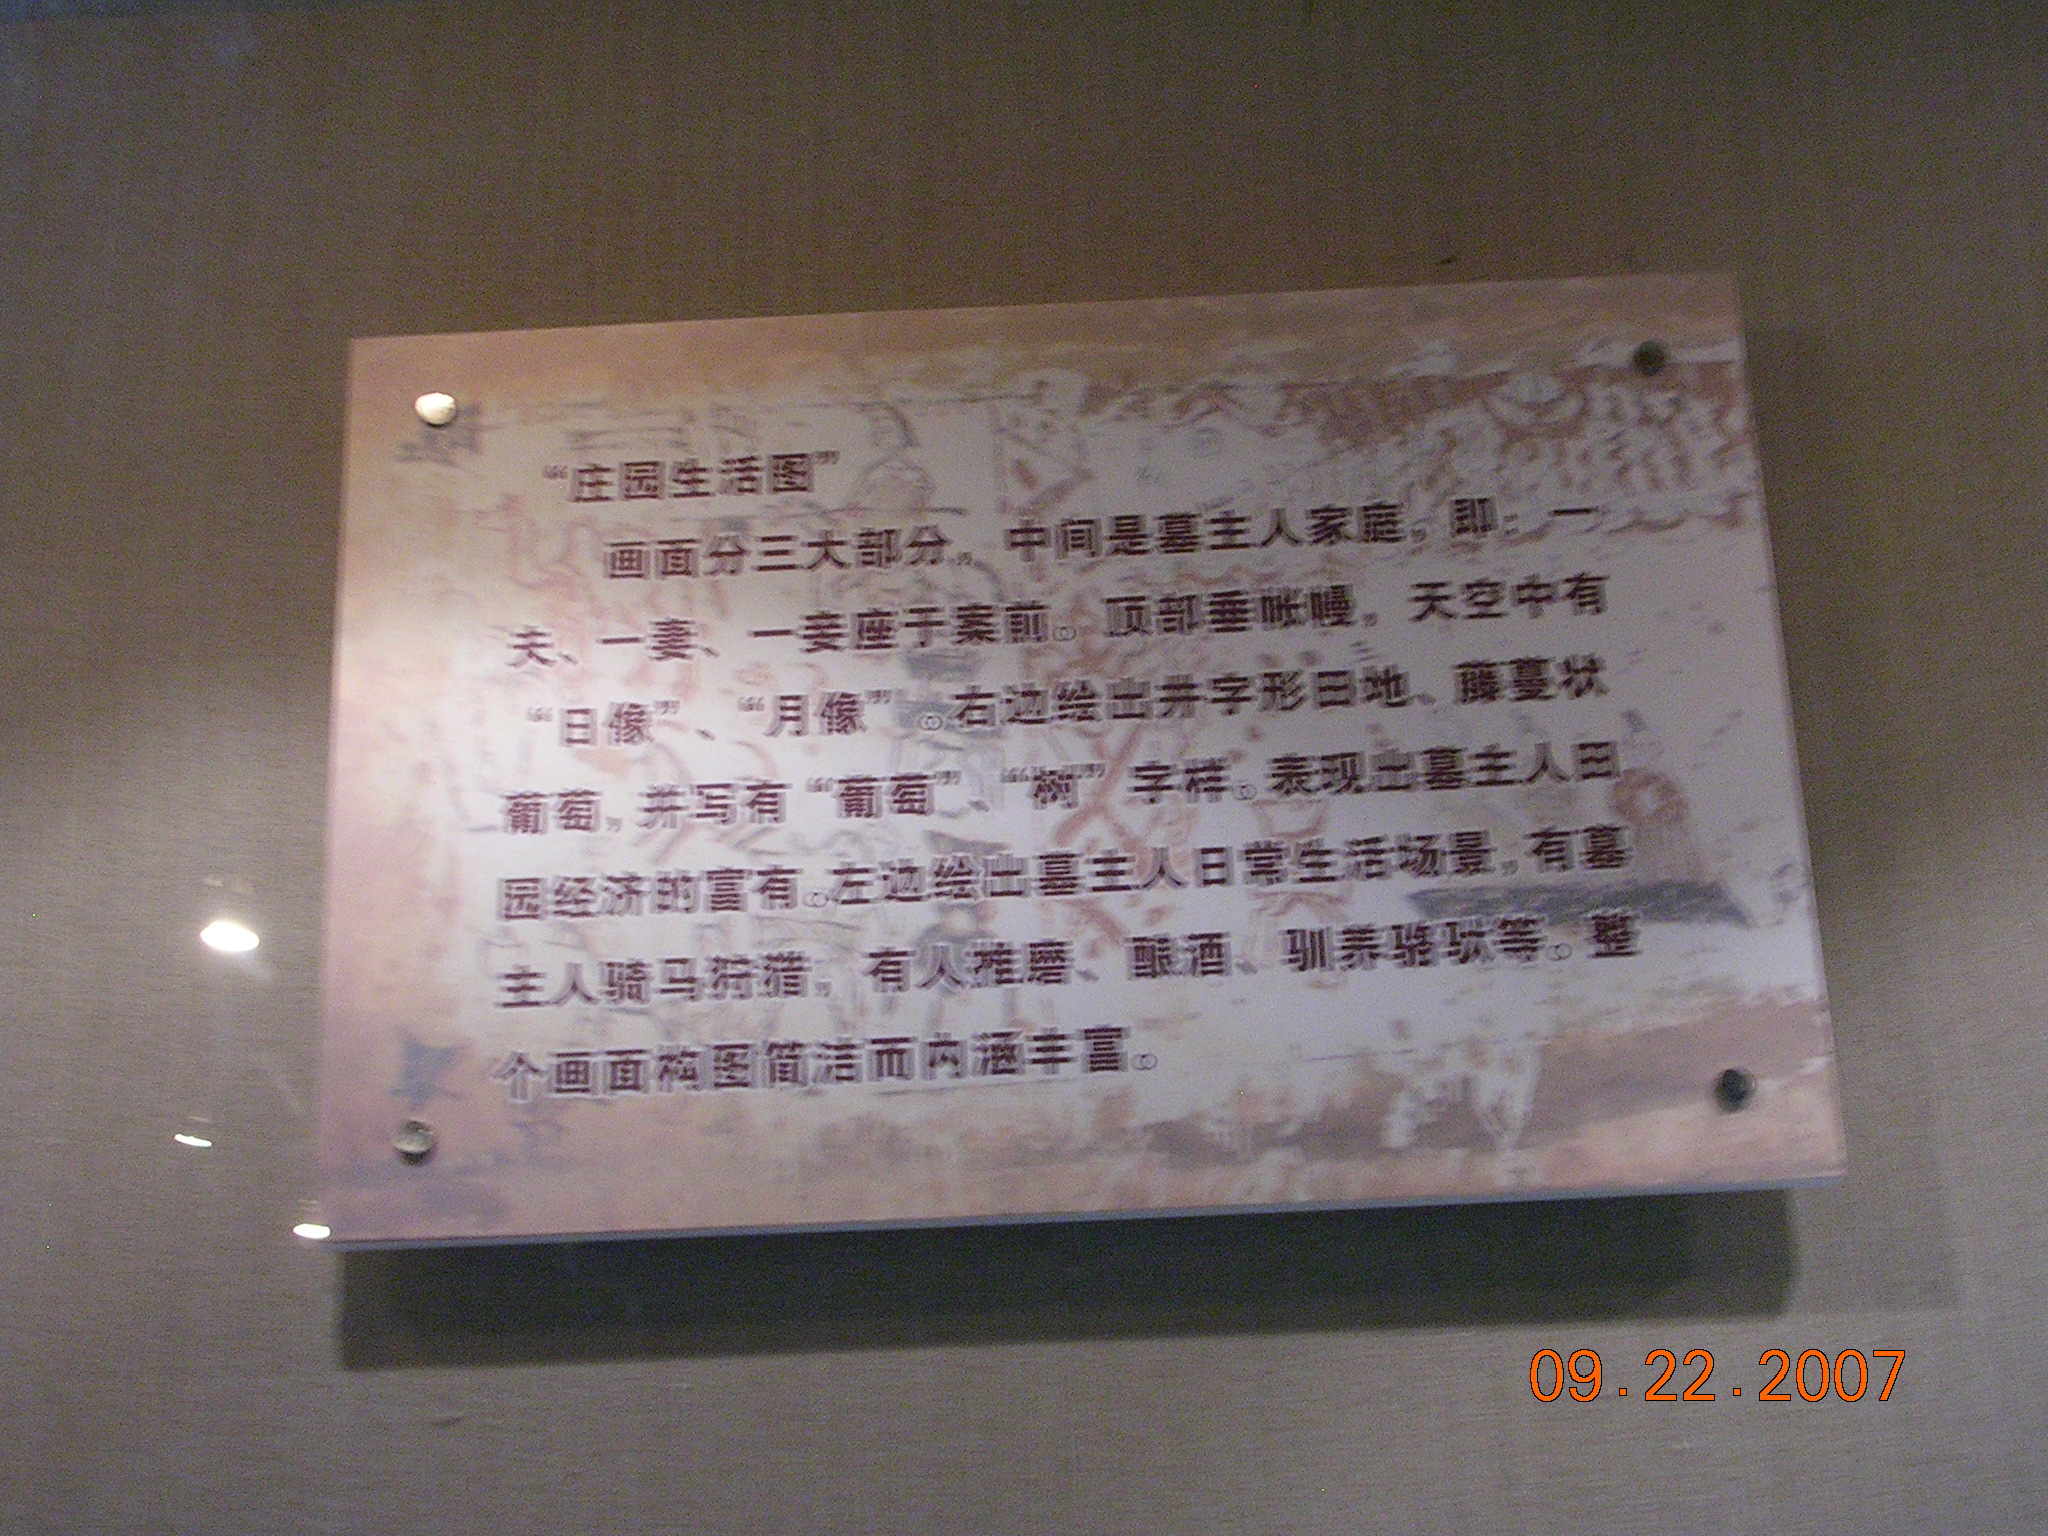 “庄园生活图”
画面分三大部分，中间是墓主人家庭，即：一
夫、一妻、一妾座于案前。顶部垂帐幔，天空中有
“日像”、“月像”。右边绘出井字形田地、藤蔓状
葡萄，并写有“葡萄”、“树”字样。表现出墓主人田
园经济的富有。左边绘出墓主人日常生活场景，有墓
主人骑马狩猎，有人推磨、酿酒、驯养骆驼等。整
个画面构图简洁而内涵丰富。
09.22.2007